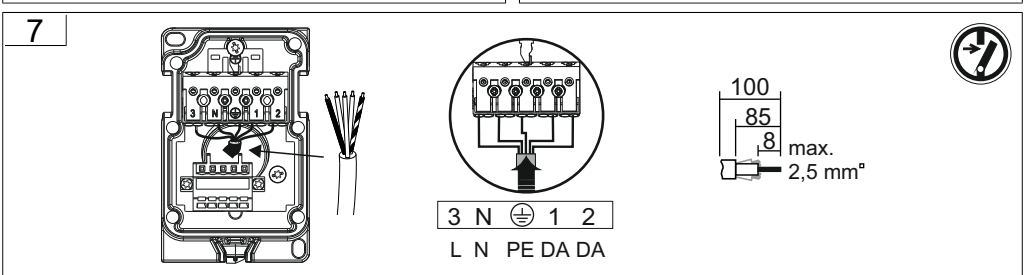 7
3 N ⏚ 1 2
3 N ⏚ 1 2
L N PE DA DA
100
85
8 max.
2,5 mm²